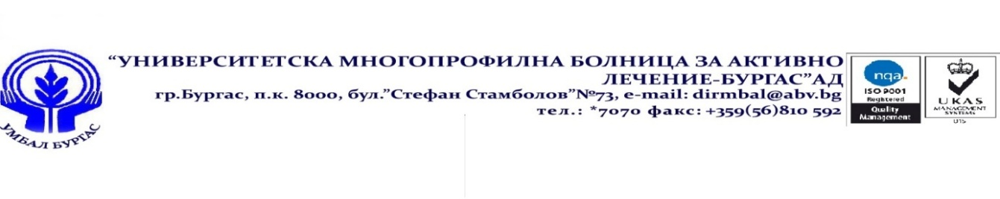 “УНИВЕРСИТЕТСКА МНОГОПРОФИЛНА БОЛНИЦА ЗА АКТИВНО
ЛЕЧЕНИЕ-БУРГАС”АД
гр.Бургас, п.к. 8000, бул.”Стефан Стамболов”№73, e-mail: dirmbal@abv.bg
тел.: *7070 факс: +359(56)810 592
УМБАЛ БУРГАС
nqa.
ISO 9001
Registered
Quality
Management
UKAS
MANAGEMENT
SYSTEMS
015